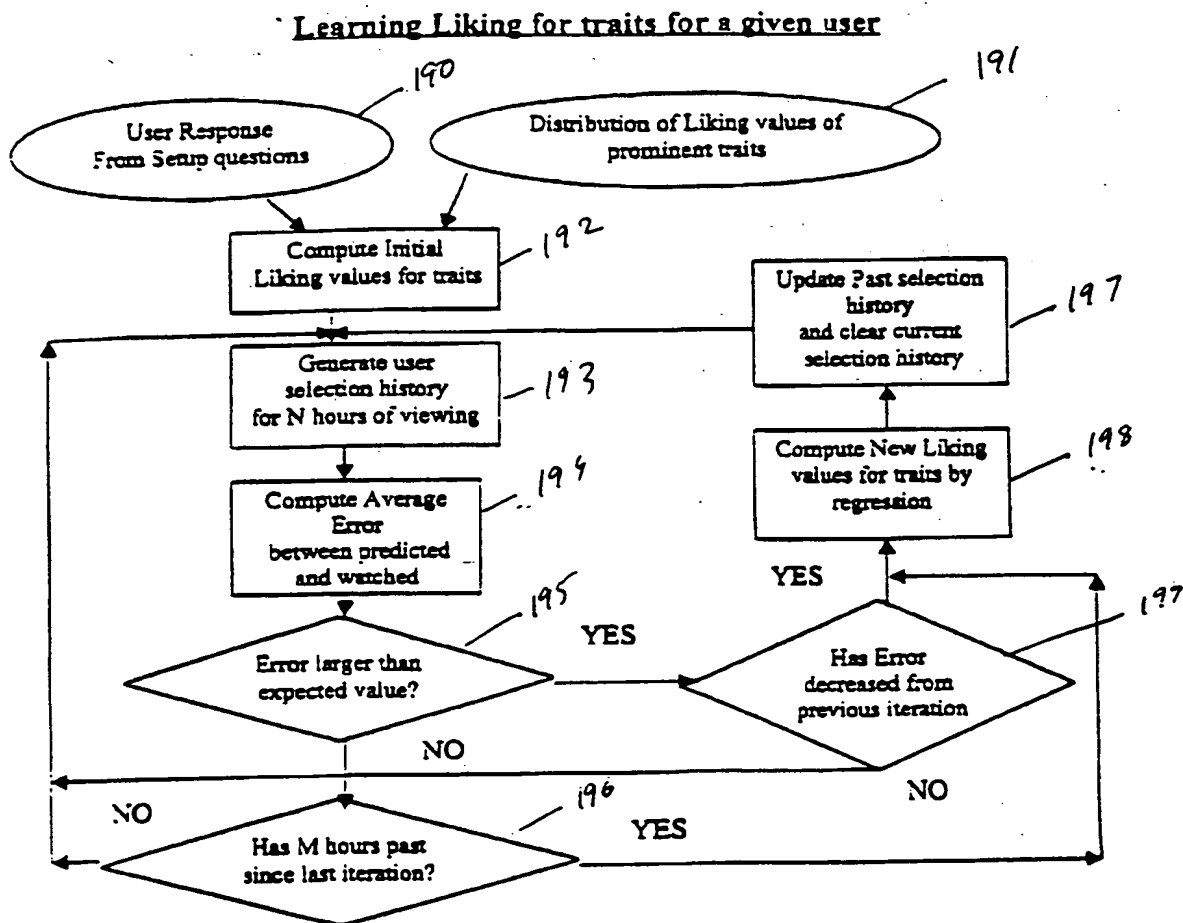 Learning Liking for traits for a given user
190
191
User Response
From Setup questions
Distribution of Liking values of
prominent traits
192
Compute Initial
Liking values for traits
Update Past selection
history
and clear current
selection history
197
Generate user
selection history
for N hours of viewing
193
Compute New Liking
values for traits by
regression
198
Compute Average
Error
between predicted
and watched
194
YES
195
YES
197
Error larger than
expected value?
Has Error
decreased from
previous iteration
NO
NO
NO
196
YES
Has M hours past
since last iteration?